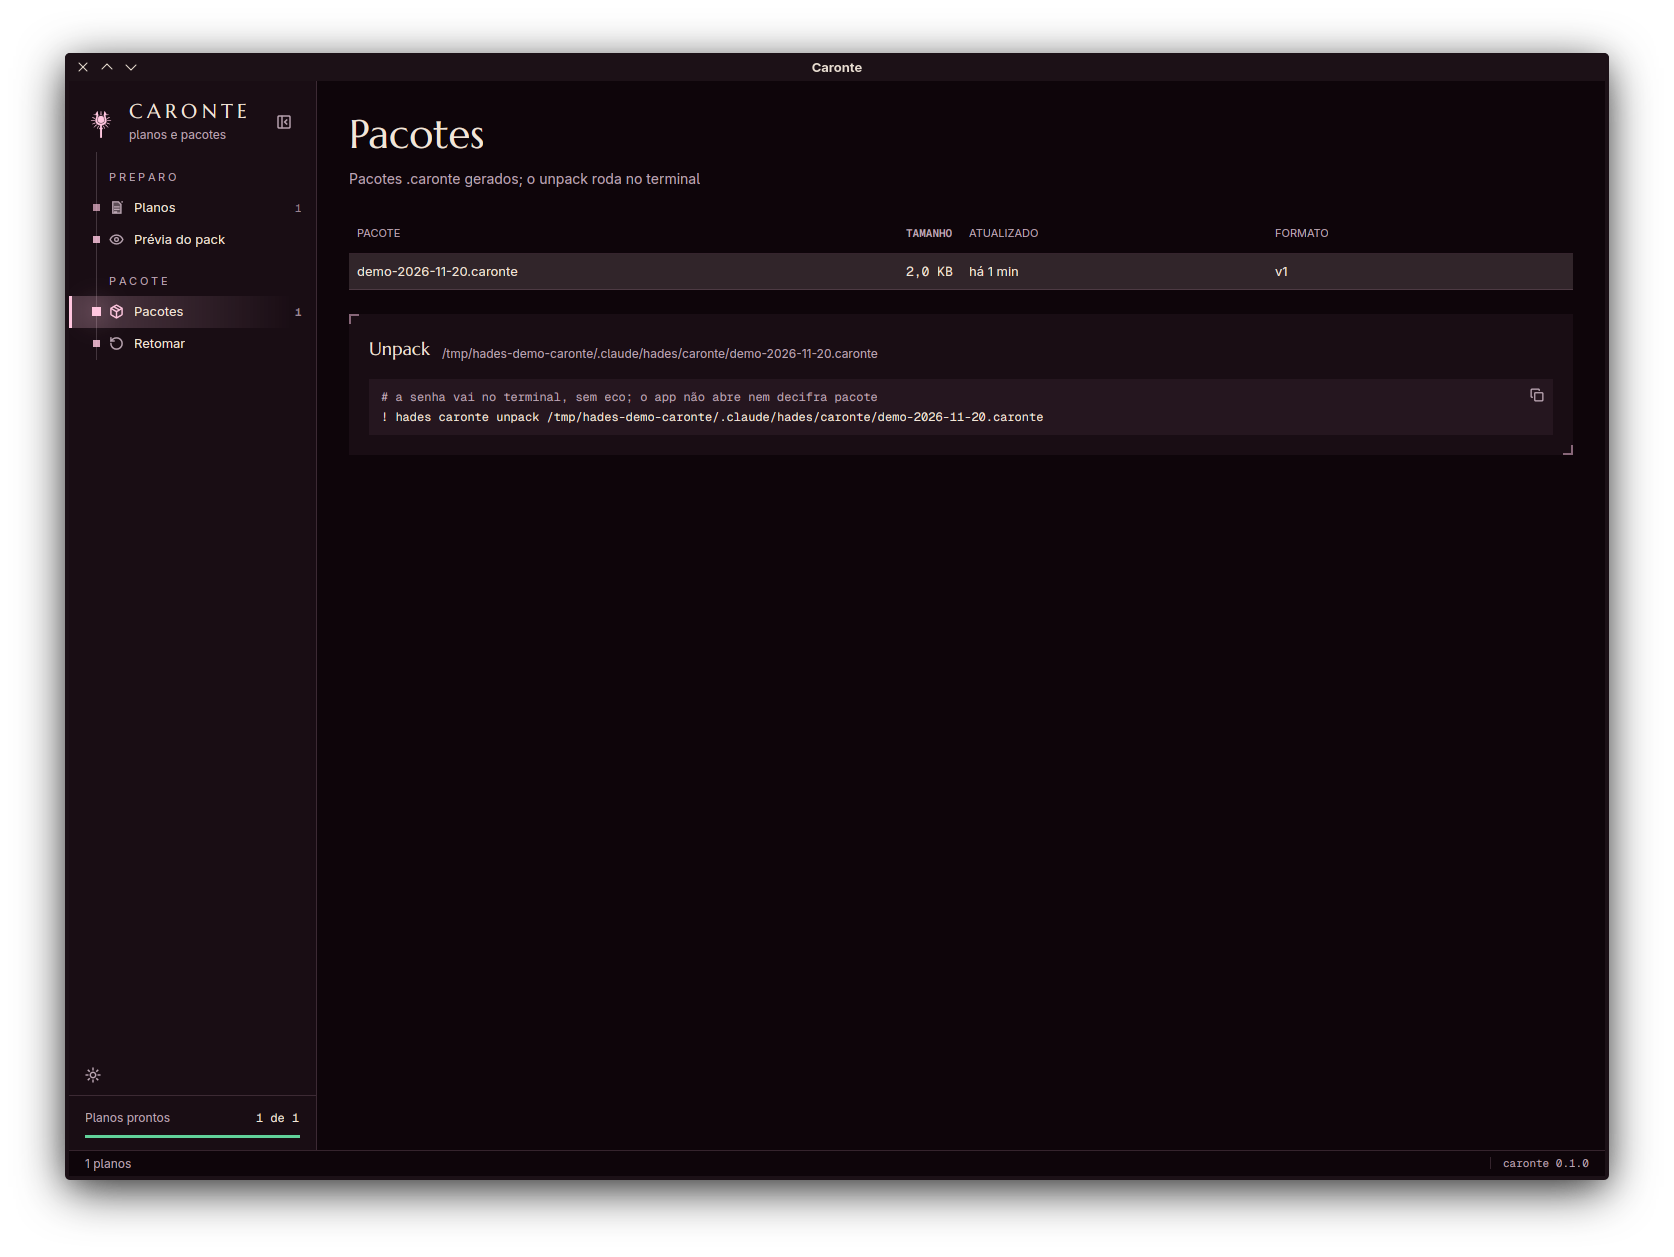 Caronte
CARONTE
planos e pacotes
PREPARO
Planos 1
Prévia do pack
PACOTE
Pacotes 1
Retomar
Planos prontos 1 de 1
Pacotes
Pacotes .caronte gerados; o unpack roda no terminal
PACOTE TAMANHO ATUALIZADO FORMATO
demo-2026-11-20.caronte 2,0 KB há 1 min v1
Unpack /tmp/hades-demo-caronte/.claude/hades/caronte/demo-2026-11-20.caronte
# a senha vai no terminal, sem eco; o app não abre nem decifra pacote
! hades caronte unpack /tmp/hades-demo-caronte/.claude/hades/caronte/demo-2026-11-20.caronte
1 planos
caronte 0.1.0